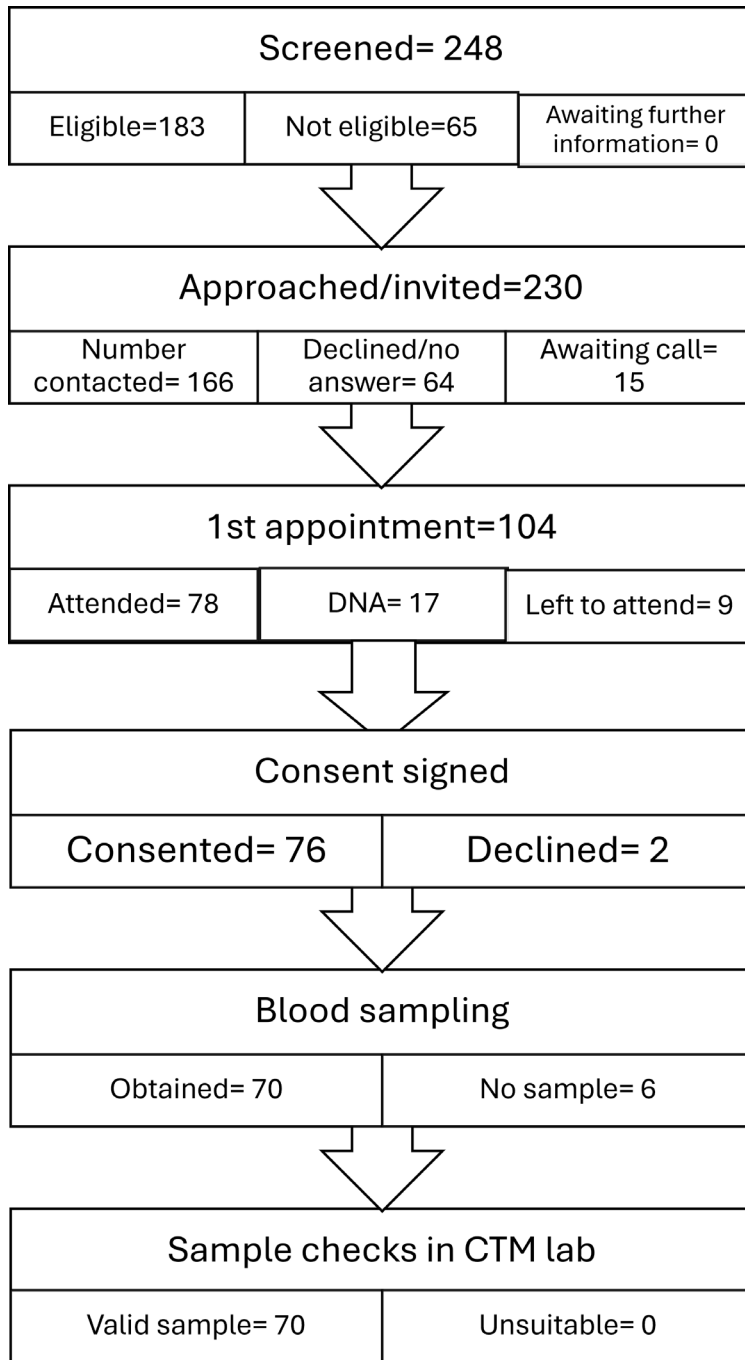 Screened= 248
Eligible=183
Not eligible=65
Awaiting further
information= 0
Approached/invited=230
Number
contacted= 166
Declined/no
answer= 64
Awaiting call=
15
1st appointment=104
Attended= 78
DNA= 17
Left to attend= 9
Consent signed
Consented= 76
Declined= 2
Blood sampling
Obtained= 70
No sample= 6
Sample checks in CTM lab
Valid sample= 70
Unsuitable= 0